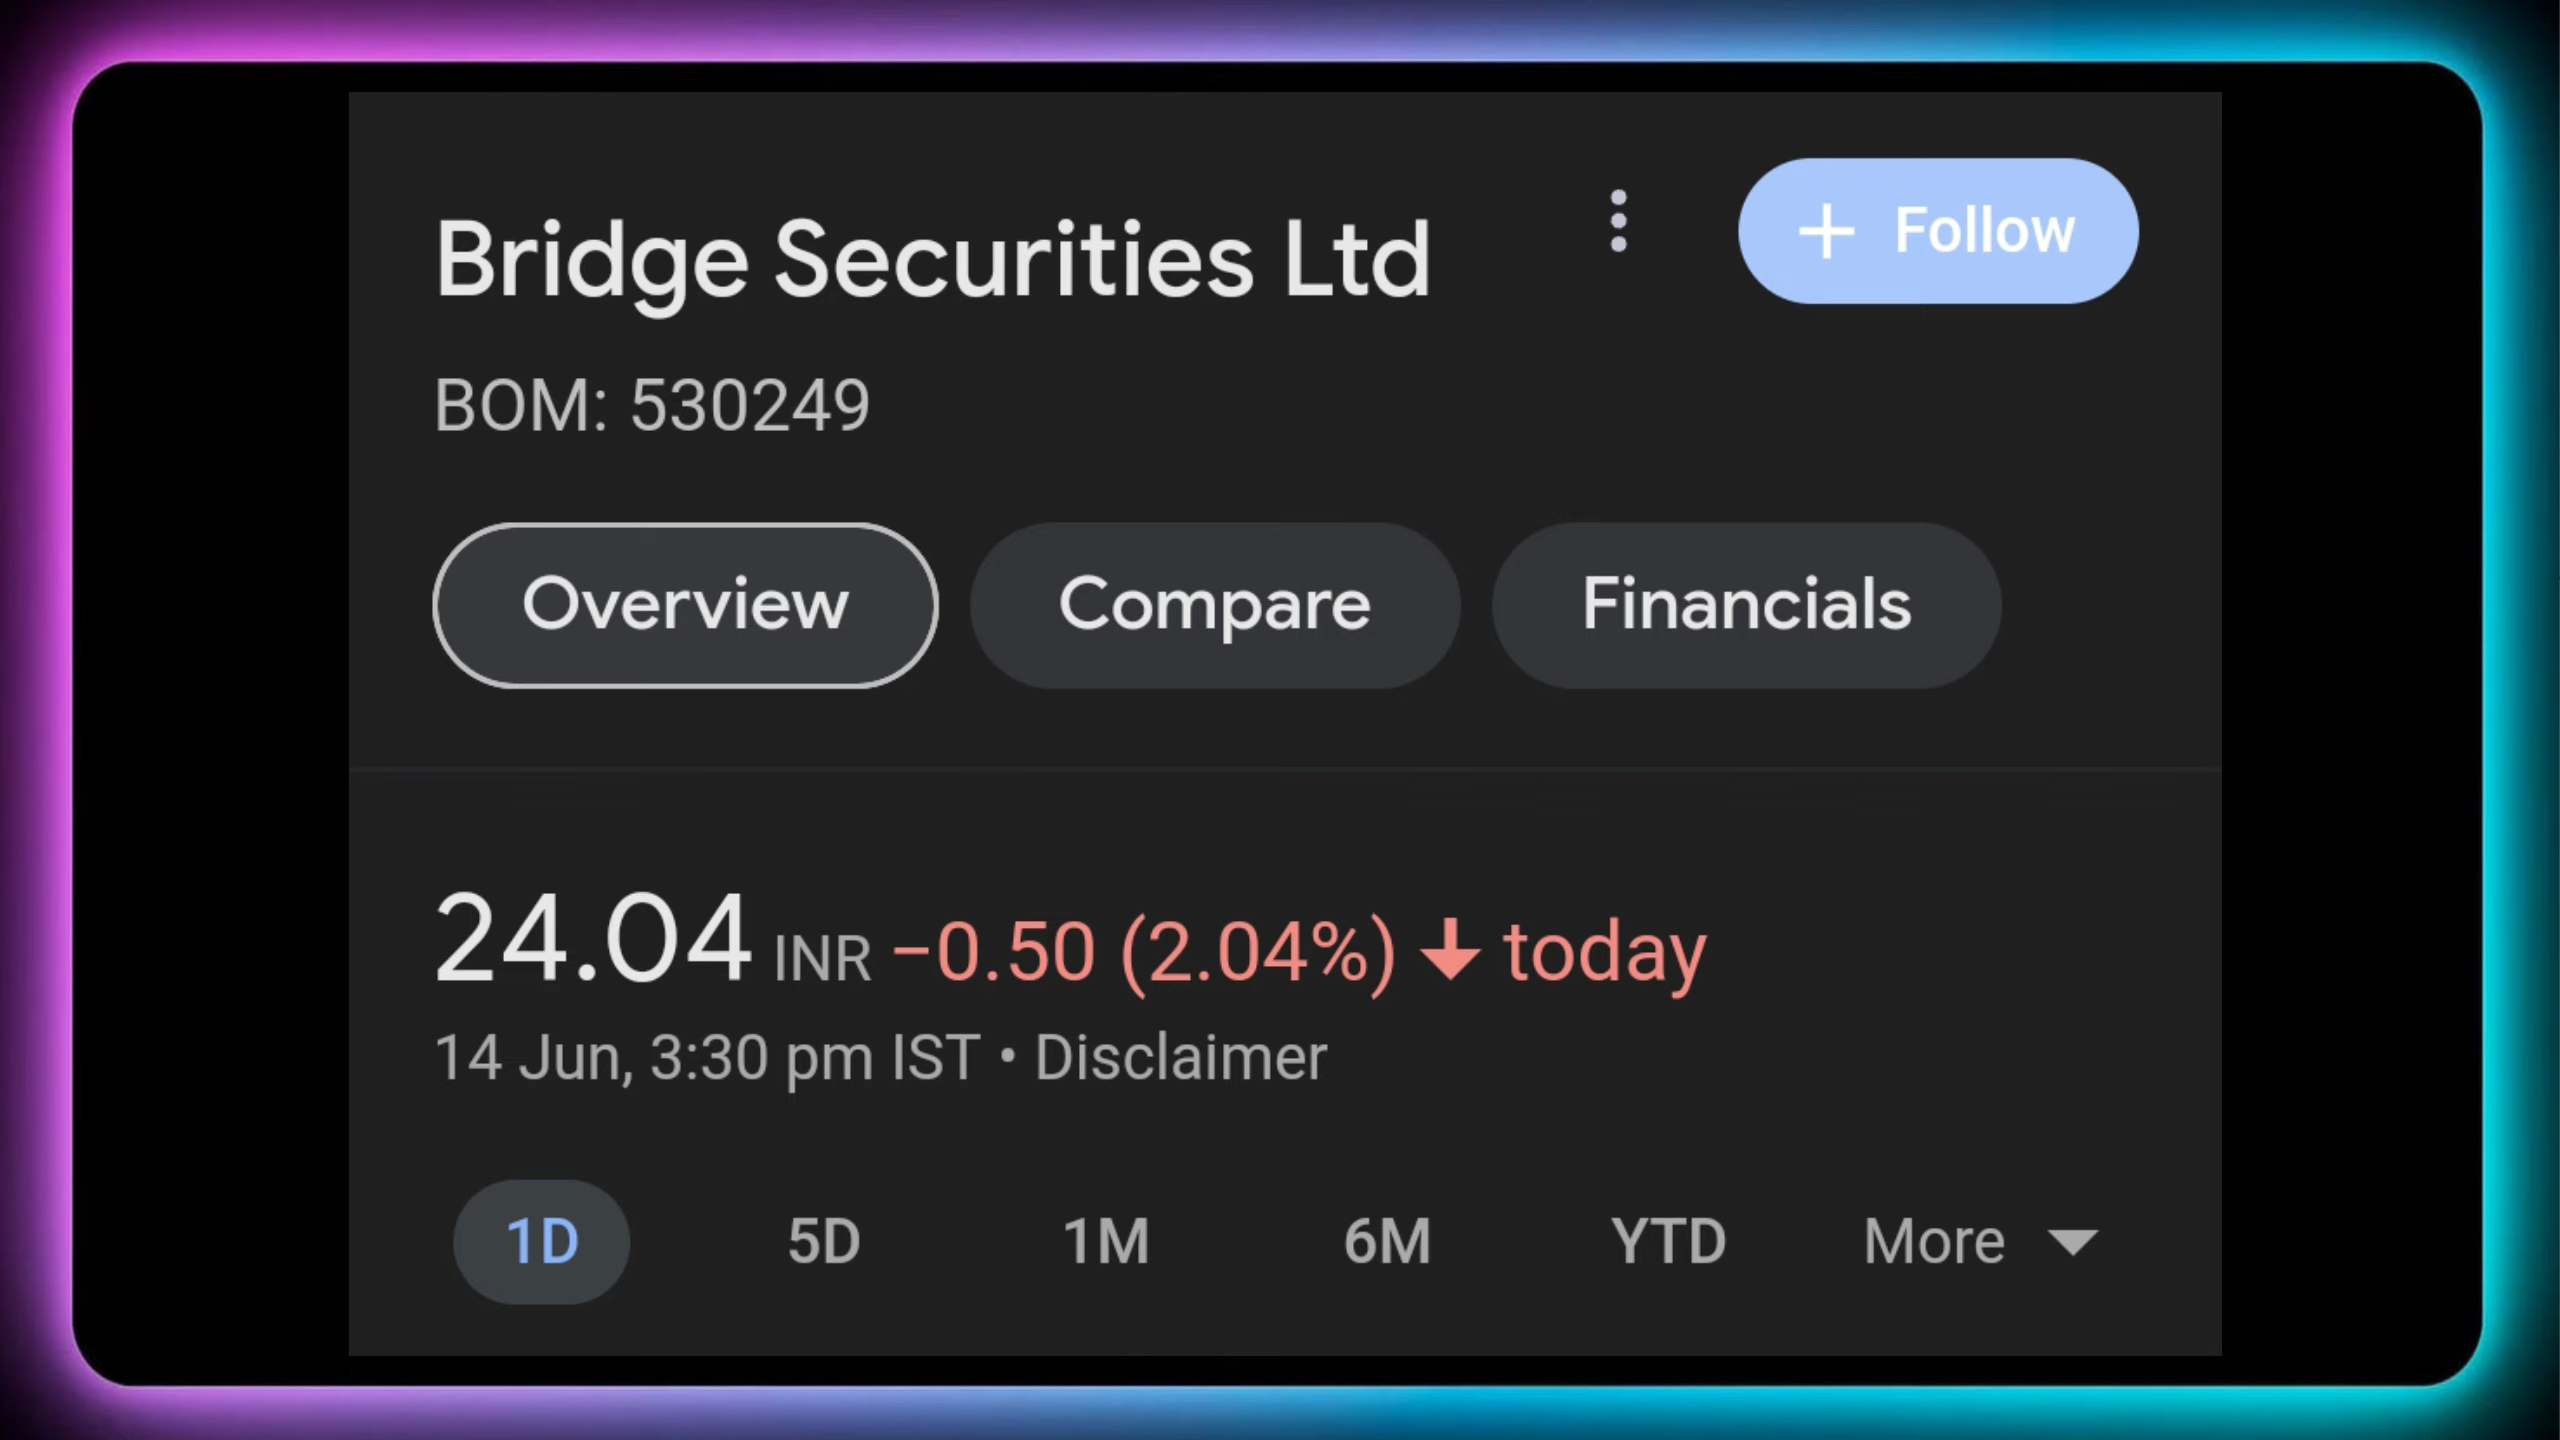 Bridge Securities Ltd
+ Follow
BOM: 530249
Overview Compare Financials
24.04 INR −0.50 (2.04%) ↓ today
14 Jun, 3:30 pm IST • Disclaimer
1D 5D 1M 6M YTD More